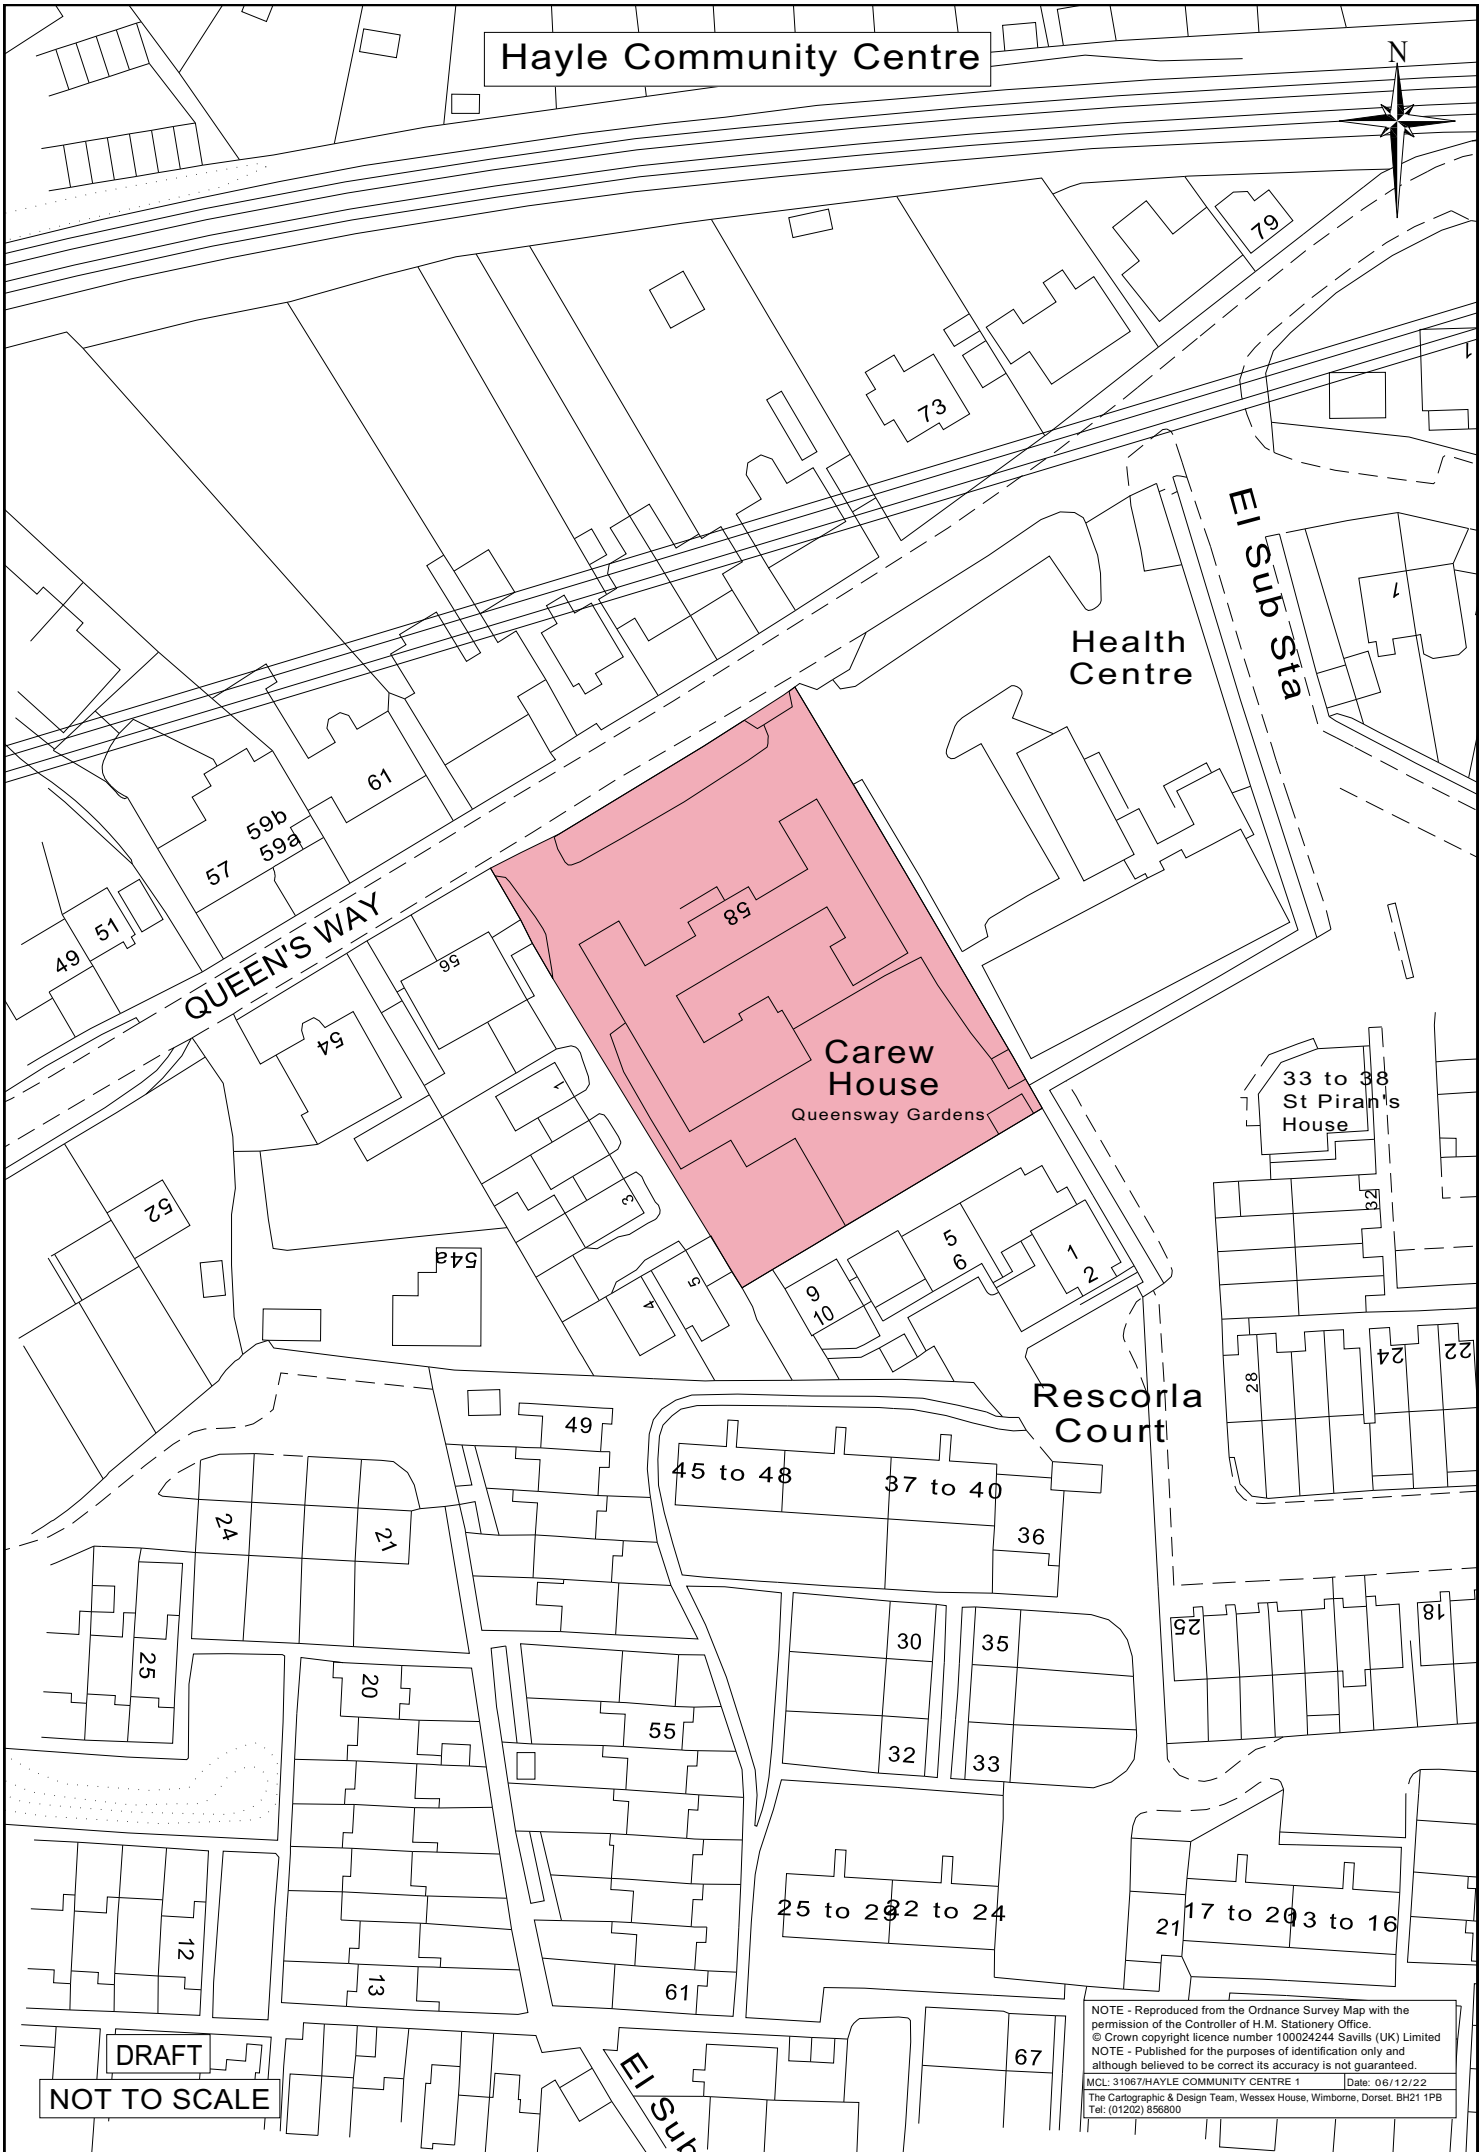 Hayle Community Centre
N
79
73
1
El Sub Sta
1
Health
Centre
61
59b
59a
57
51
49
QUEEN'S WAY
58
56
54
Carew
House
Queensway Gardens
33 to 38
St Piran's
House
1
3
52
54a
5
4
5
6
1
2
9
10
32
Rescorla
Court
28
24
22
49
45 to 48
37 to 40
36
24
21
25
18
25
20
30
35
55
32
33
12
13
61
25 to 29
22 to 24
21
17 to 20
13 to 16
67
El Sub
DRAFT
NOT TO SCALE
NOTE - Reproduced from the Ordnance Survey Map with the
permission of the Controller of H.M. Stationery Office.
© Crown copyright licence number 100024244 Savills (UK) Limited
NOTE - Published for the purposes of identification only and
although believed to be correct its accuracy is not guaranteed.
MCL: 31067/HAYLE COMMUNITY CENTRE 1
Date: 06/12/22
The Cartographic & Design Team, Wessex House, Wimborne, Dorset. BH21 1PB
Tel: (01202) 856800